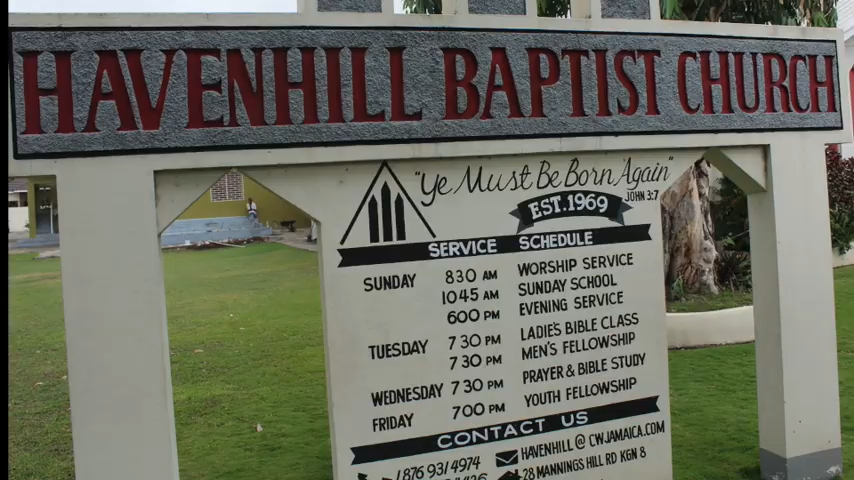 HAVENHILL BAPTIST CHURCH
"Ye Must Be Born Again"
JOHN 3:7
EST. 1969
SERVICE SCHEDULE
SUNDAY 830 AM WORSHIP SERVICE
1045 AM SUNDAY SCHOOL
600 PM EVENING SERVICE
TUESDAY 730 PM LADIE'S BIBLE CLASS
730 PM MEN'S FELLOWSHIP
WEDNESDAY 730 PM PRAYER & BIBLE STUDY
FRIDAY 700 PM YOUTH FELLOWSHIP
CONTACT US
1876 931 4974 HAVENHILL@CWJAMAICA.COM
28 MANNINGS HILL RD KGN 8